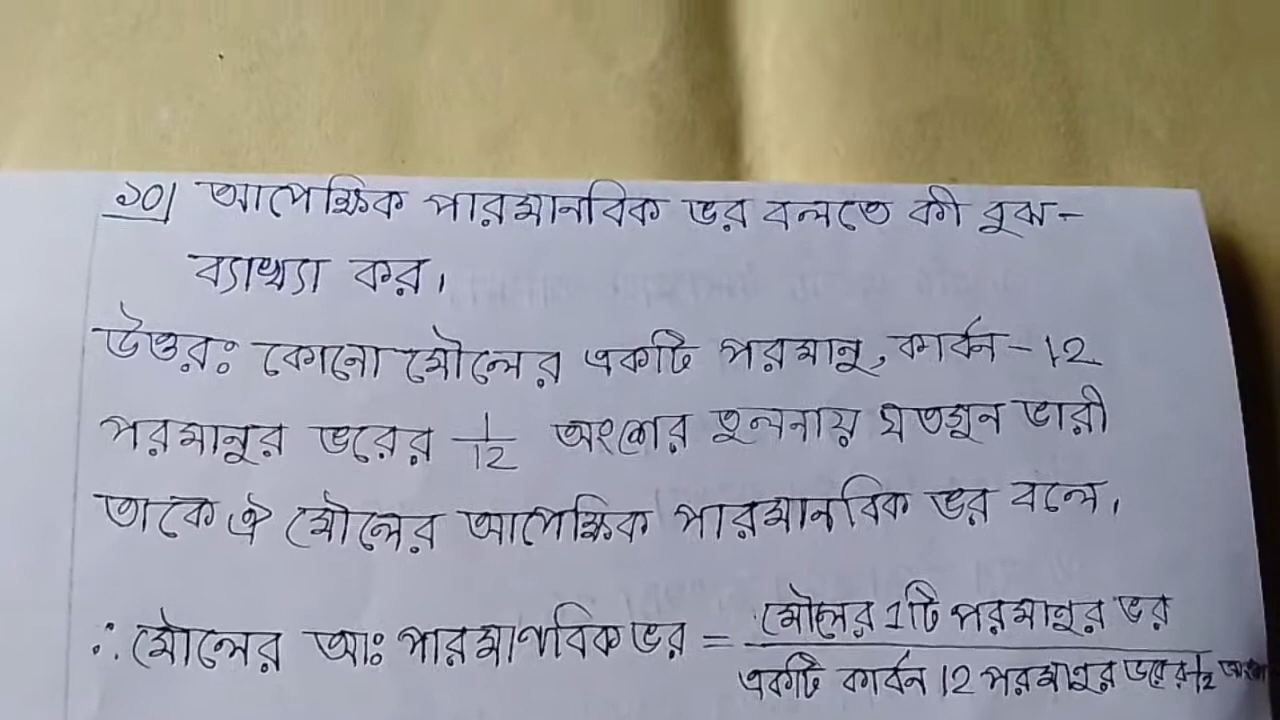 ১০। আপেক্ষিক পারমানবিক ভর বলতে কী বুঝ-
ব্যাখ্যা কর।
উত্তরঃ কোনো মৌলের একটি পরমানু, কার্বন-12
পরমানুর ভরের 1/12 অংশের তুলনায় যতগুন ভারী
তাকে ঐ মৌলের আপেক্ষিক পারমানবিক ভর বলে।
∴ মৌলের আঃ পারমাণবিক ভর = মৌলের 1টি পরমানুর ভর
একটি কার্বন 12 পরমানুর ভরের 1/12 অংশ